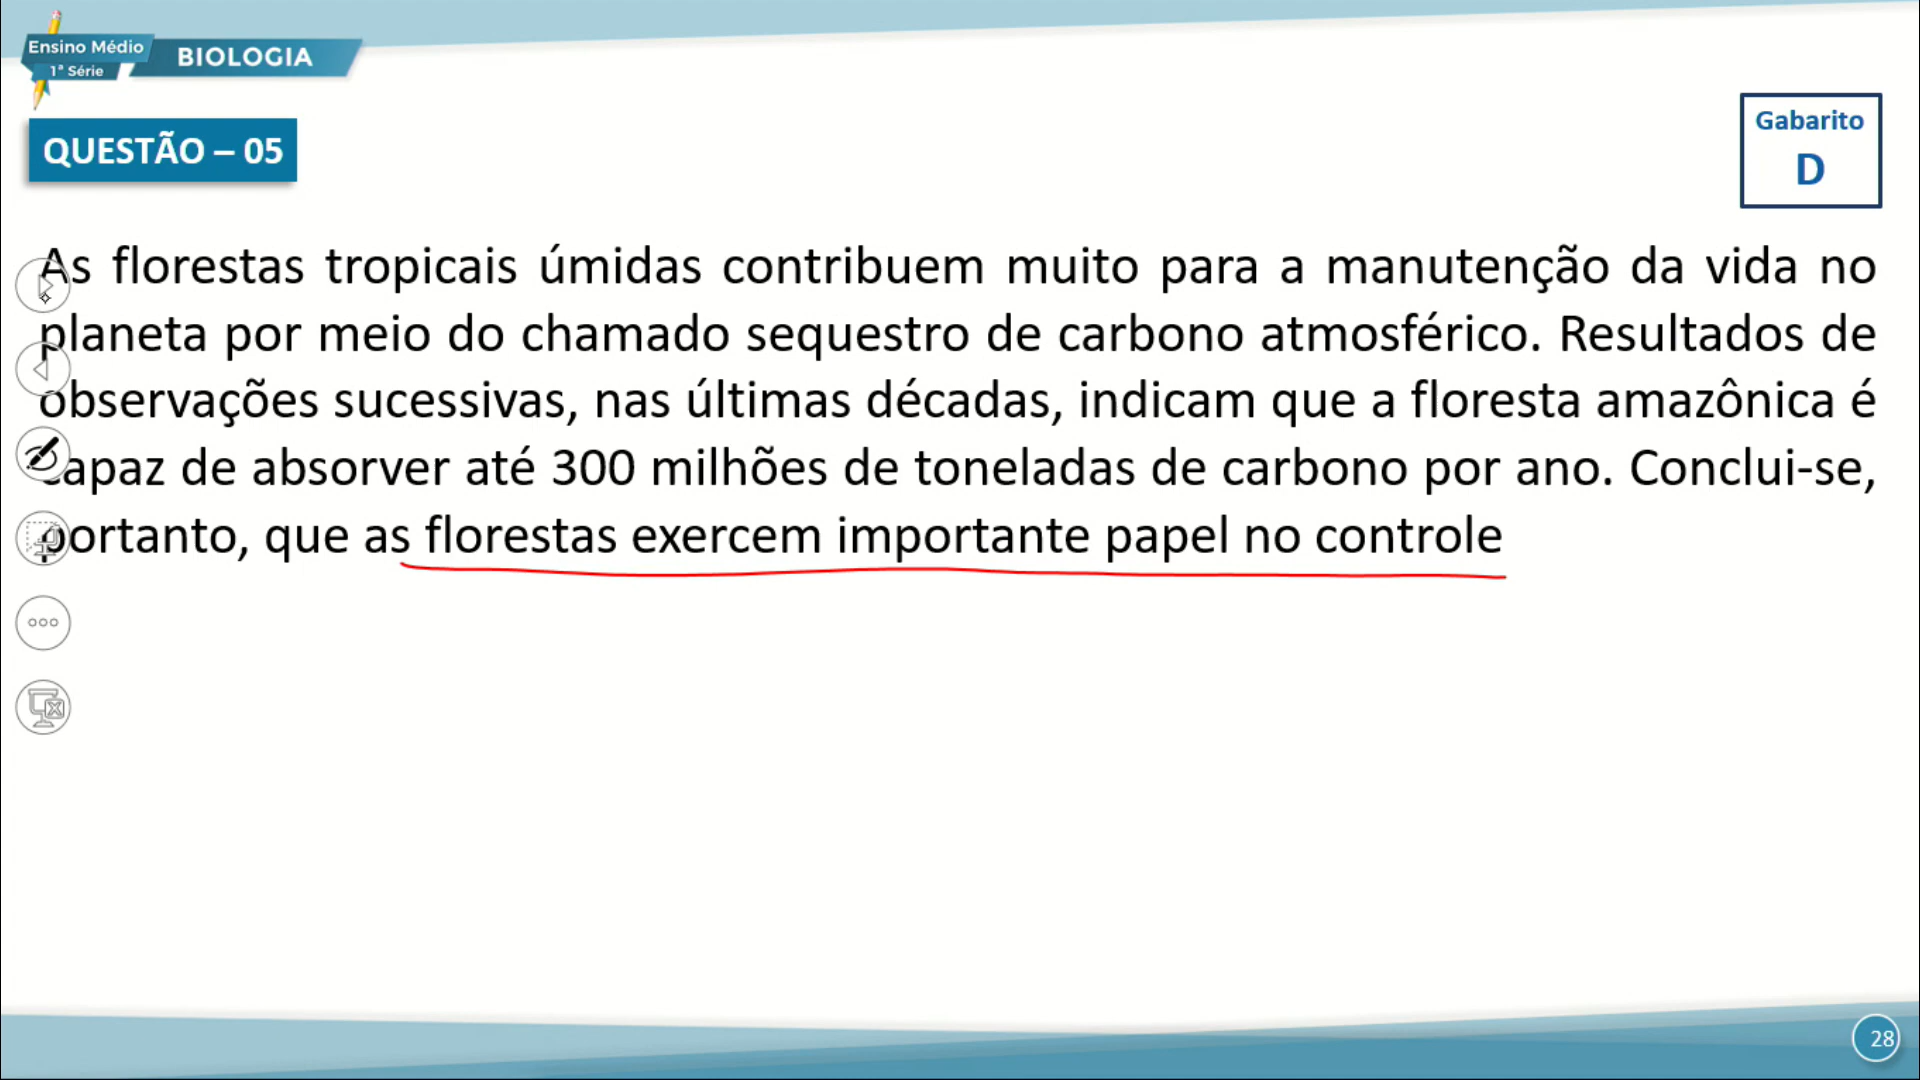 Ensino Médio
1ª Série
BIOLOGIA
QUESTÃO – 05
Gabarito
D
As florestas tropicais úmidas contribuem muito para a manutenção da vida no
planeta por meio do chamado sequestro de carbono atmosférico. Resultados de
observações sucessivas, nas últimas décadas, indicam que a floresta amazônica é
capaz de absorver até 300 milhões de toneladas de carbono por ano. Conclui-se,
portanto, que as florestas exercem importante papel no controle
28